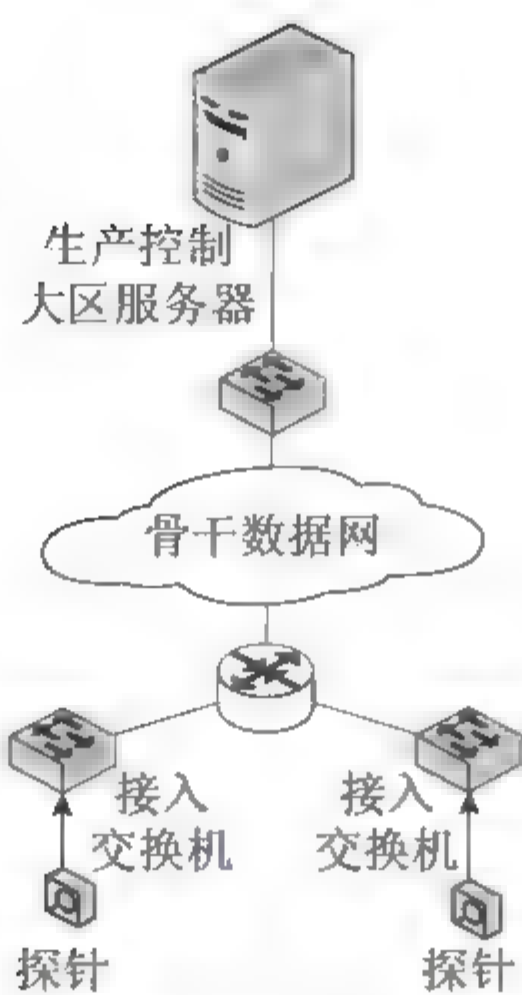 生产控制
大区服务器
骨干数据网
接入
交换机
接入
交换机
探针
探针